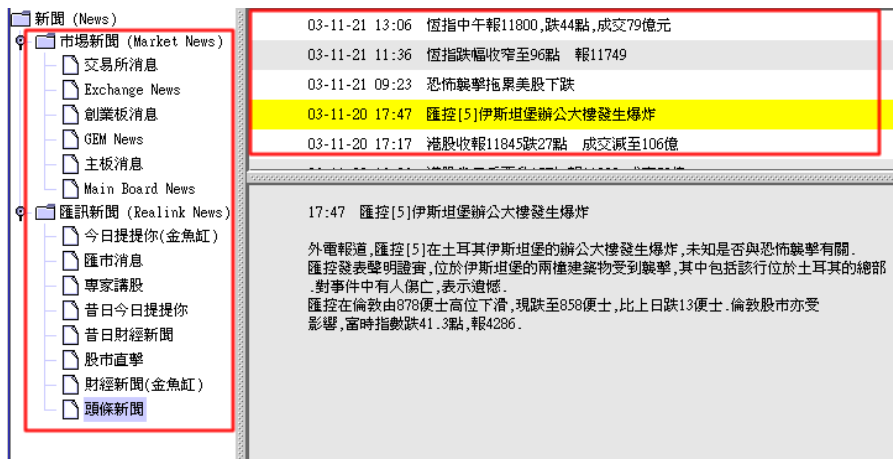 新聞 (News)
市場新聞 (Market News)
交易所消息
Exchange News
創業板消息
GEM News
主板消息
Main Board News
匯訊新聞 (Realink News)
今日提提你(金魚缸)
匯市消息
專家講股
昔日今日提提你
昔日財經新聞
股市直擊
財經新聞(金魚缸)
頭條新聞
03-11-21 13:06 恆指中午報11800,跌44點,成交79億元
03-11-21 11:36 恆指跌幅收窄至96點 報11749
03-11-21 09:23 恐怖襲擊拖累美股下跌
03-11-20 17:47 匯控[5]伊斯坦堡辦公大樓發生爆炸
03-11-20 17:17 港股收報11845跌27點 成交減至106億
17:47 匯控[5]伊斯坦堡辦公大樓發生爆炸
外電報道,匯控[5]在土耳其伊斯坦堡的辦公大樓發生爆炸,未知是否與恐怖襲擊有關.
匯控發表聲明證實,位於伊斯坦堡的兩橦建築物受到襲擊,其中包括該行位於土耳其的總部
.對事件中有人傷亡,表示遺憾.
匯控在倫敦由878便士高位下滑,現跌至858便士,比上日跌13便士.倫敦股市亦受
影響,富時指數跌41.3點,報4286.